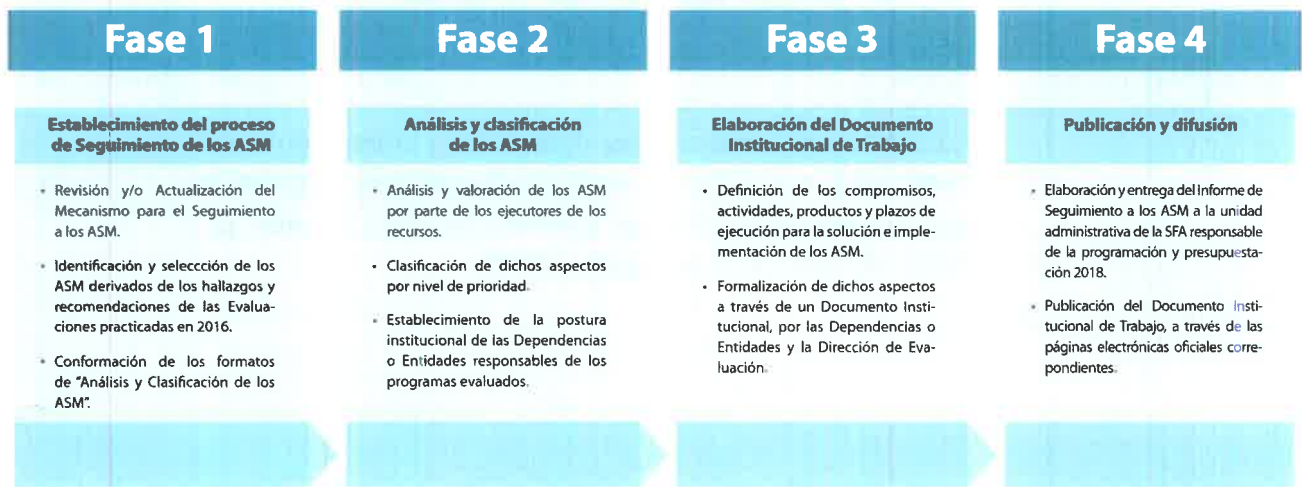 Fase 1
Establecimiento del proceso
de Seguimiento de los ASM
• Revisión y/o Actualización del
Mecanismo para el Seguimiento
a los ASM.
• Identificación y seleccción de los
ASM derivados de los hallazgos y
recomendaciones de las Evalua-
ciones practicadas en 2016.
• Conformación de los formatos
de "Análisis y Clasificación de los
ASM".
Fase 2
Análisis y clasificación
de los ASM
• Análisis y valoración de los ASM
por parte de los ejecutores de los
recursos.
• Clasificación de dichos aspectos
por nivel de prioridad.
• Establecimiento de la postura
institucional de las Dependencias
o Entidades responsables de los
programas evaluados.
Fase 3
Elaboración del Documento
Institucional de Trabajo
• Definición de los compromisos,
actividades, productos y plazos de
ejecución para la solución e imple-
mentación de los ASM.
• Formalización de dichos aspectos
a través de un Documento Insti-
tucional, por las Dependencias o
Entidades y la Dirección de Eva-
luación.
Fase 4
Publicación y difusión
• Elaboración y entrega del Informe de
Seguimiento a los ASM a la unidad
administrativa de la SFA responsable
de la programación y presupuesta-
ción 2018.
• Publicación del Documento Insti-
tucional de Trabajo, a través de las
páginas electrónicas oficiales corre-
pondientes.